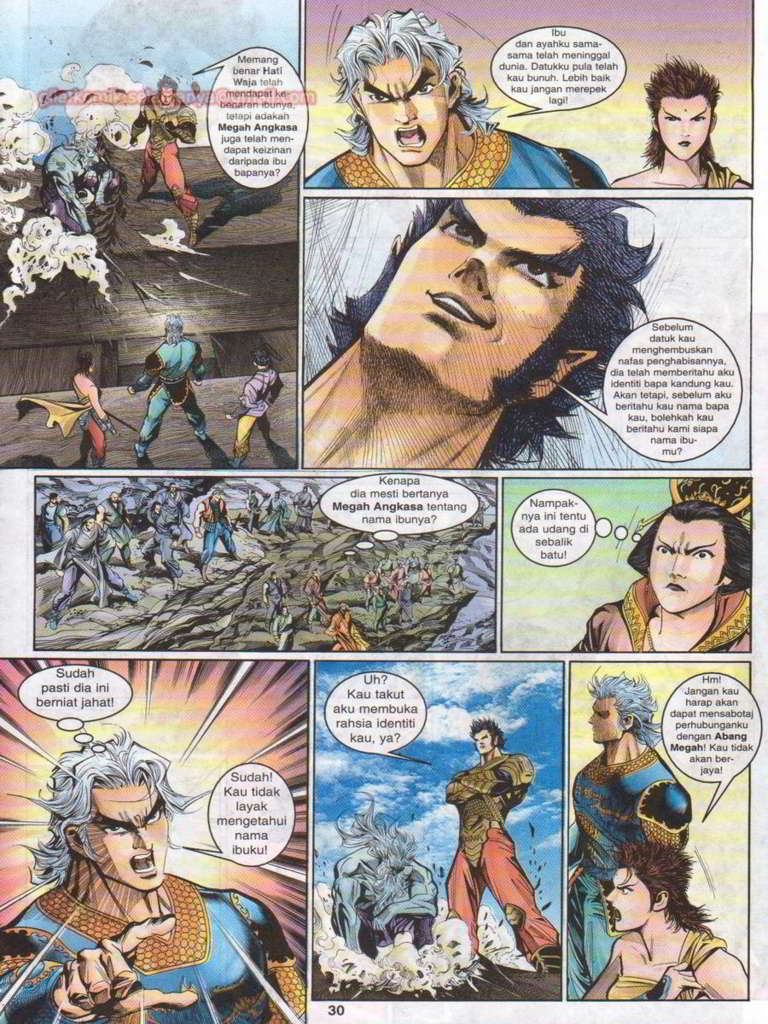 Memang
benar Hati
Waja telah
mendapat ke-
benaran ibunya,
tetapi adakah
Megah Angkasa
juga telah men-
dapat keizinan
daripada ibu
bapanya?
Ibu
dan ayahku sama-
sama telah meninggal
dunia. Datukku pula telah
kau bunuh. Lebih baik
kau jangan merepek
lagi!
Sebelum
datuk kau
menghembuskan
nafas penghabisannya,
dia telah memberitahu aku
identiti bapa kandung kau.
Akan tetapi, sebelum aku
beritahu kau nama bapa
kau, bolehkah kau
beritahu kami siapa
nama ibu-
mu?
Kenapa
dia mesti bertanya
Megah Angkasa tentang
nama ibunya?
Nampak-
nya ini tentu
ada udang di
sebalik
batu!
Sudah
pasti dia ini
berniat jahat!
Sudah!
Kau tidak
layak
mengetahui
nama
ibuku!
Uh?
Kau takut
aku membuka
rahsia identiti
kau, ya?
Hm!
Jangan kau
harap akan
dapat mensabotaj
perhubunganku
dengan Abang
Megah! Kau tidak
akan ber-
jaya!
30